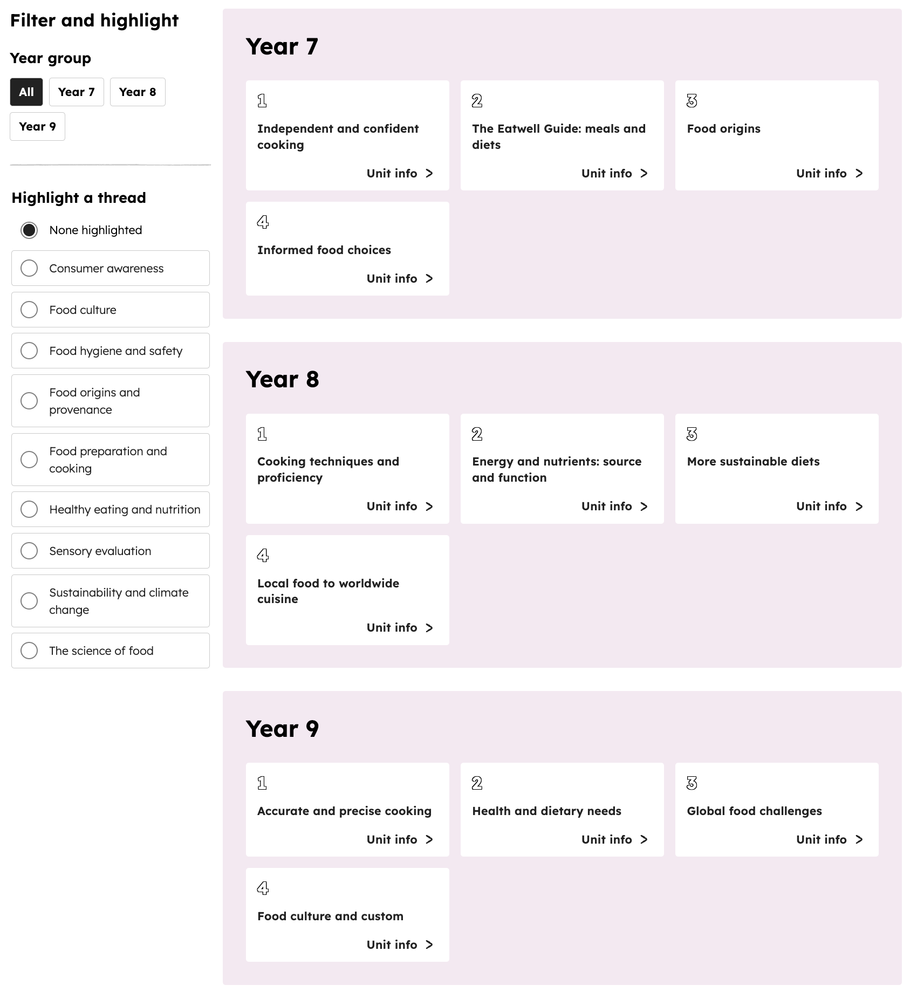 Filter and highlight
Year group
All
Year 7
Year 8
Year 9
Highlight a thread
None highlighted
Consumer awareness
Food culture
Food hygiene and safety
Food origins and
provenance
Food preparation and
cooking
Healthy eating and nutrition
Sensory evaluation
Sustainability and climate
change
The science of food
Year 7
1
Independent and confident
cooking
Unit info >
2
The Eatwell Guide: meals and
diets
Unit info >
3
Food origins
Unit info >
4
Informed food choices
Unit info >
Year 8
1
Cooking techniques and
proficiency
Unit info >
2
Energy and nutrients: source
and function
Unit info >
3
More sustainable diets
Unit info >
4
Local food to worldwide
cuisine
Unit info >
Year 9
1
Accurate and precise cooking
Unit info >
2
Health and dietary needs
Unit info >
3
Global food challenges
Unit info >
4
Food culture and custom
Unit info >